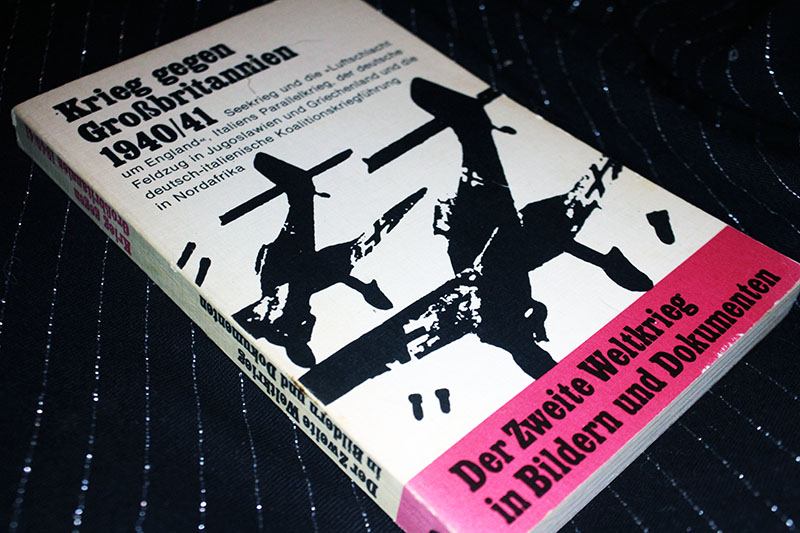 Krieg gegen
Großbritannien
1940/41
Seekrieg und die »Luftschlacht
um England«, Italiens Parallelkrieg, der deutsche
Feldzug in Jugoslawien und Griechenland und die
deutsch-italienische Koalitionskriegführung
in Nordafrika
Der Zweite Weltkrieg
in Bildern und Dokumenten
Krieg gegen
Großbritannien 1940/41
Der Zweite Weltkrieg
in Bildern und Dokumenten